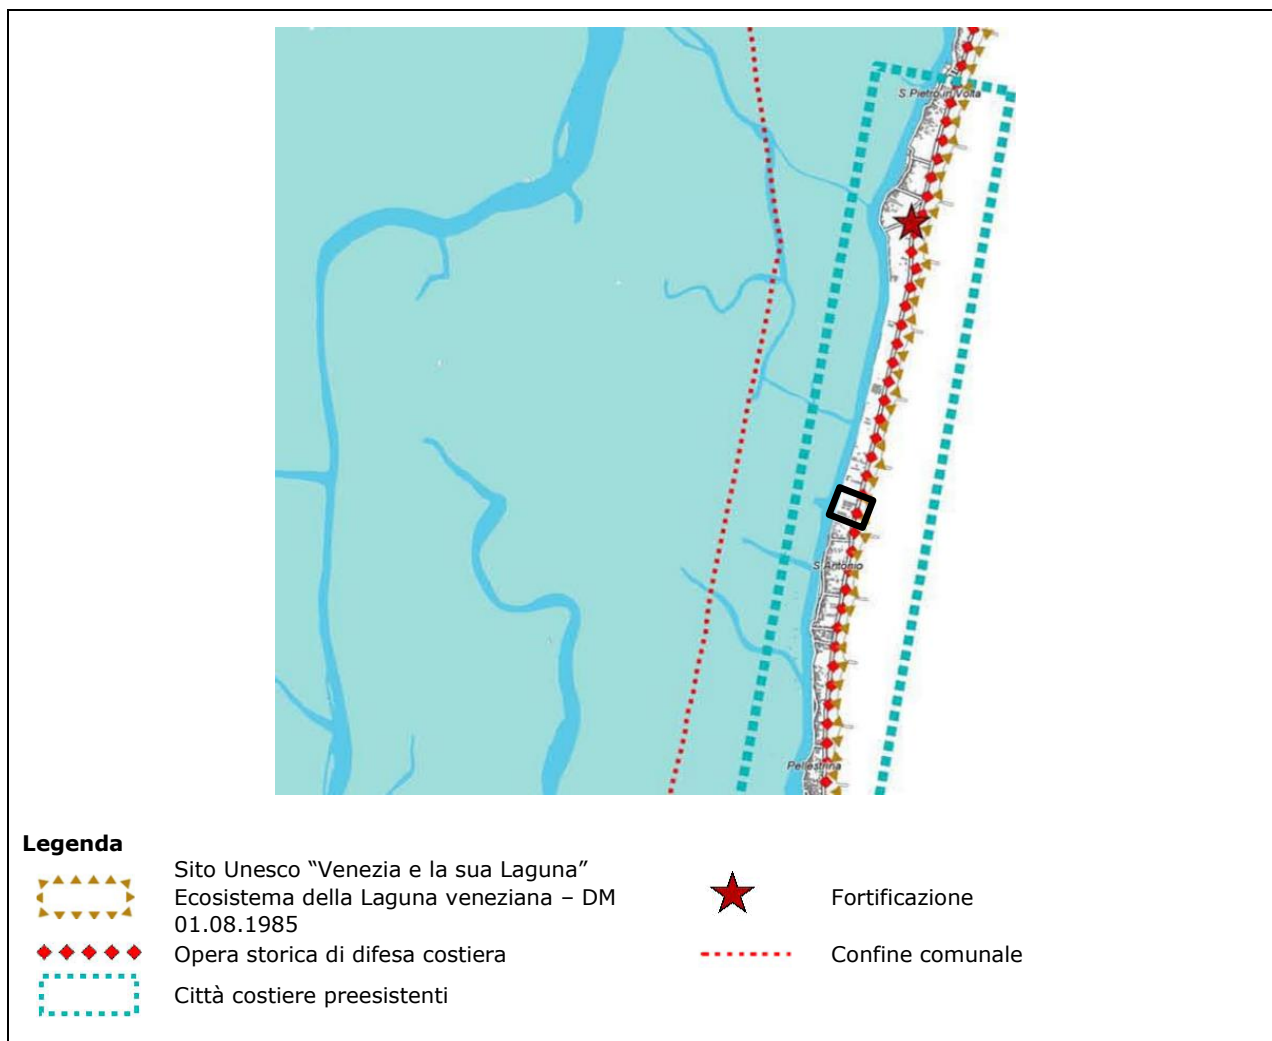 S. Pietro in Volta
S. Antonio
Pellestrina
Legenda
Sito Unesco “Venezia e la sua Laguna”
Ecosistema della Laguna veneziana – DM
01.08.1985
Fortificazione
Opera storica di difesa costiera
Confine comunale
Città costiere preesistenti